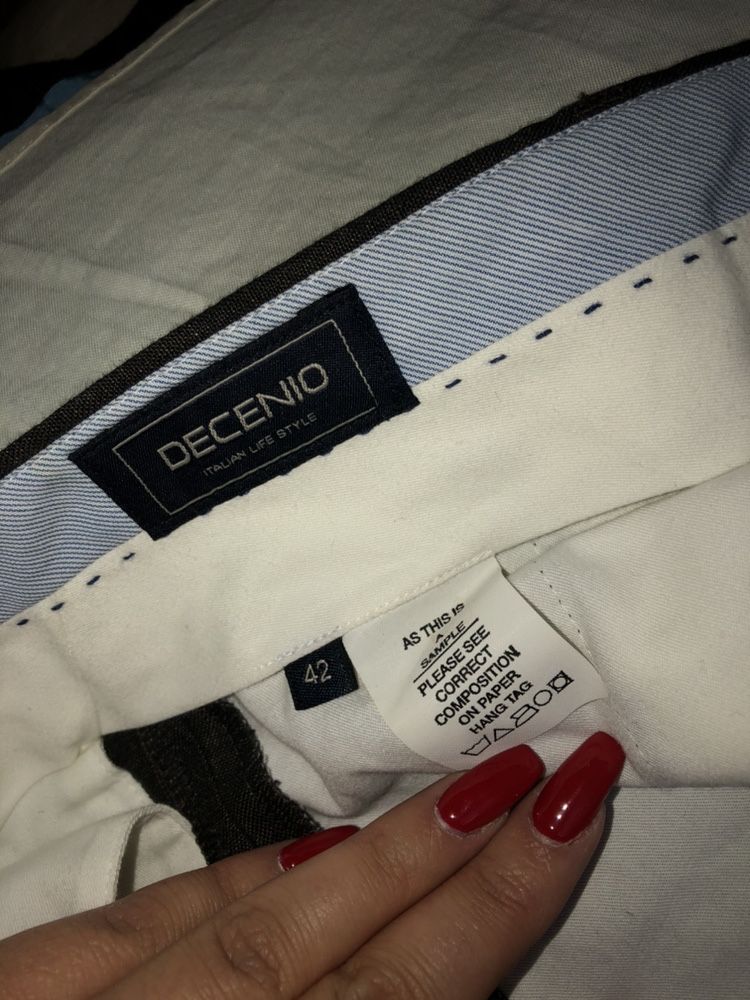 DECENIO
ITALIAN LIFE STYLE
42
AS THIS IS
A
SAMPLE
PLEASE SEE
CORRECT
COMPOSITION
ON PAPER
HANG TAG